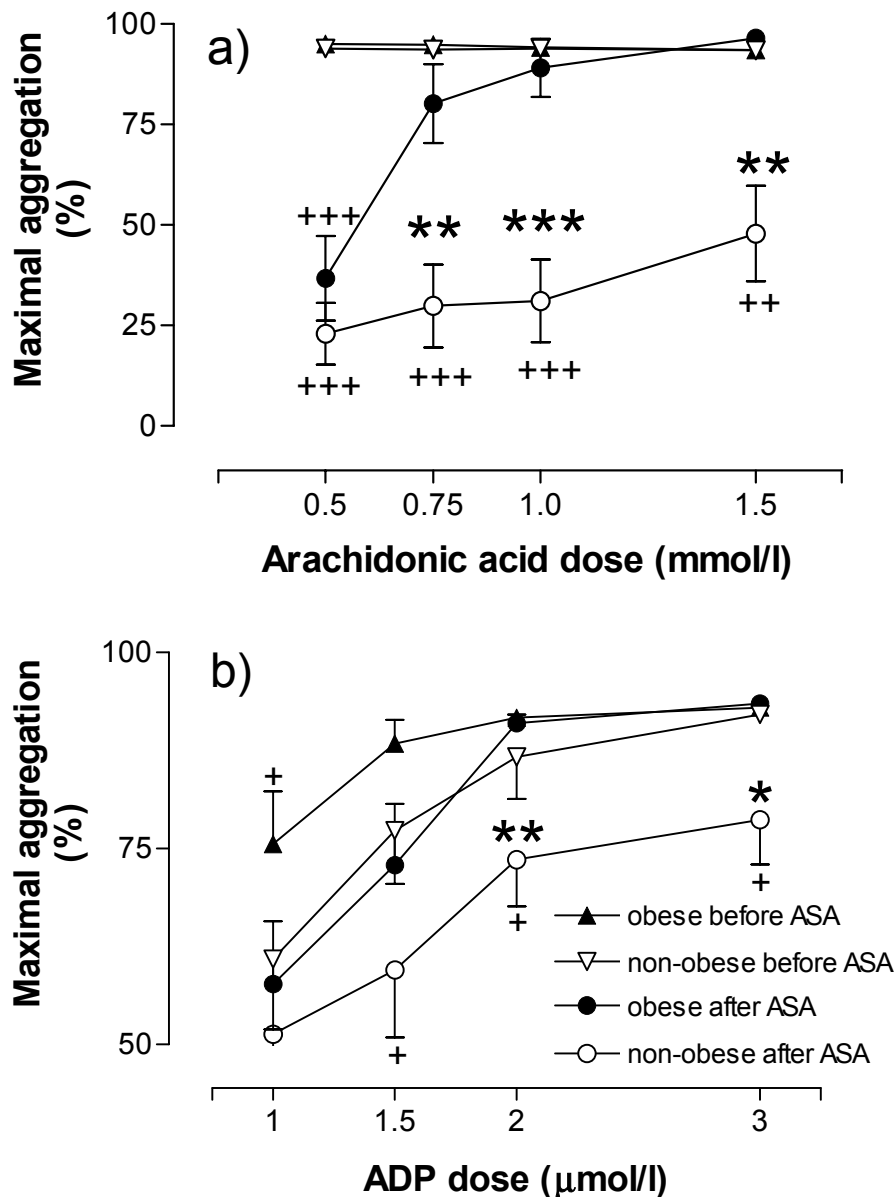 a)
Maximal aggregation
(%)
100
75
50
25
0
+++
**
***
**
+++
+++
+++
++
0.5 0.75 1.0 1.5
Arachidonic acid dose (mmol/l)
b)
Maximal aggregation
(%)
100
75
50
+
**
*
+
+
+
obese before ASA
non-obese before ASA
obese after ASA
non-obese after ASA
1 1.5 2 3
ADP dose (μmol/l)